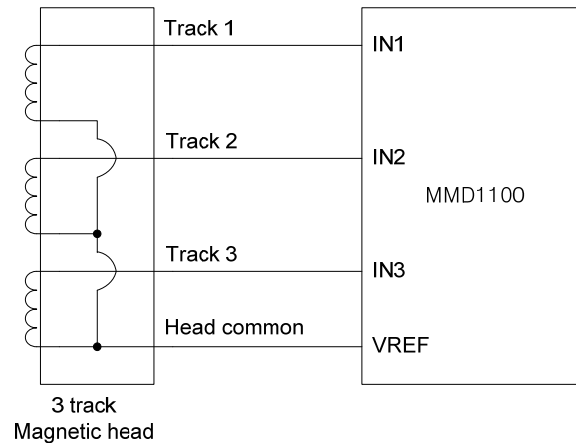 Track 1
IN1
Track 2
IN2
MMD1100
Track 3
IN3
Head common
VREF
3 track
Magnetic head